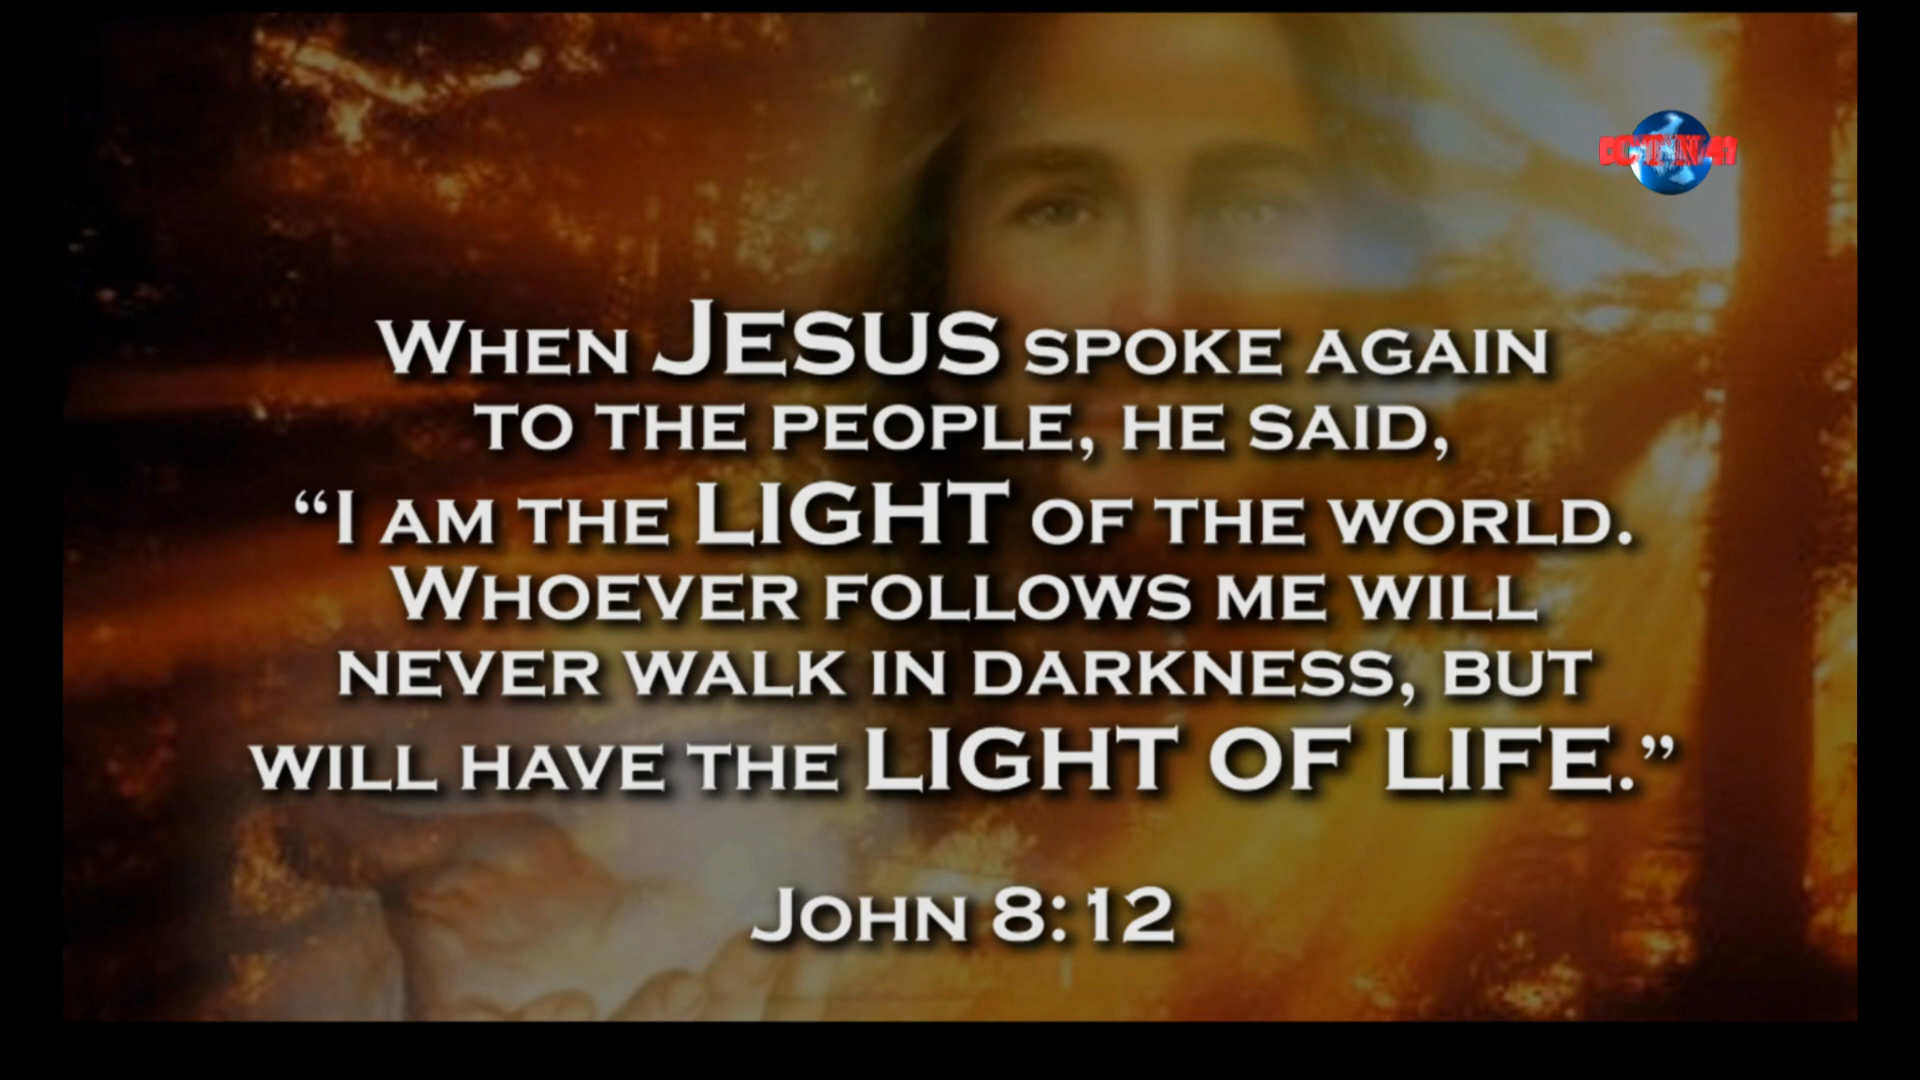 WHEN JESUS SPOKE AGAIN
TO THE PEOPLE, HE SAID,
“I AM THE LIGHT OF THE WORLD.
WHOEVER FOLLOWS ME WILL
NEVER WALK IN DARKNESS, BUT
WILL HAVE THE LIGHT OF LIFE.”
JOHN 8:12